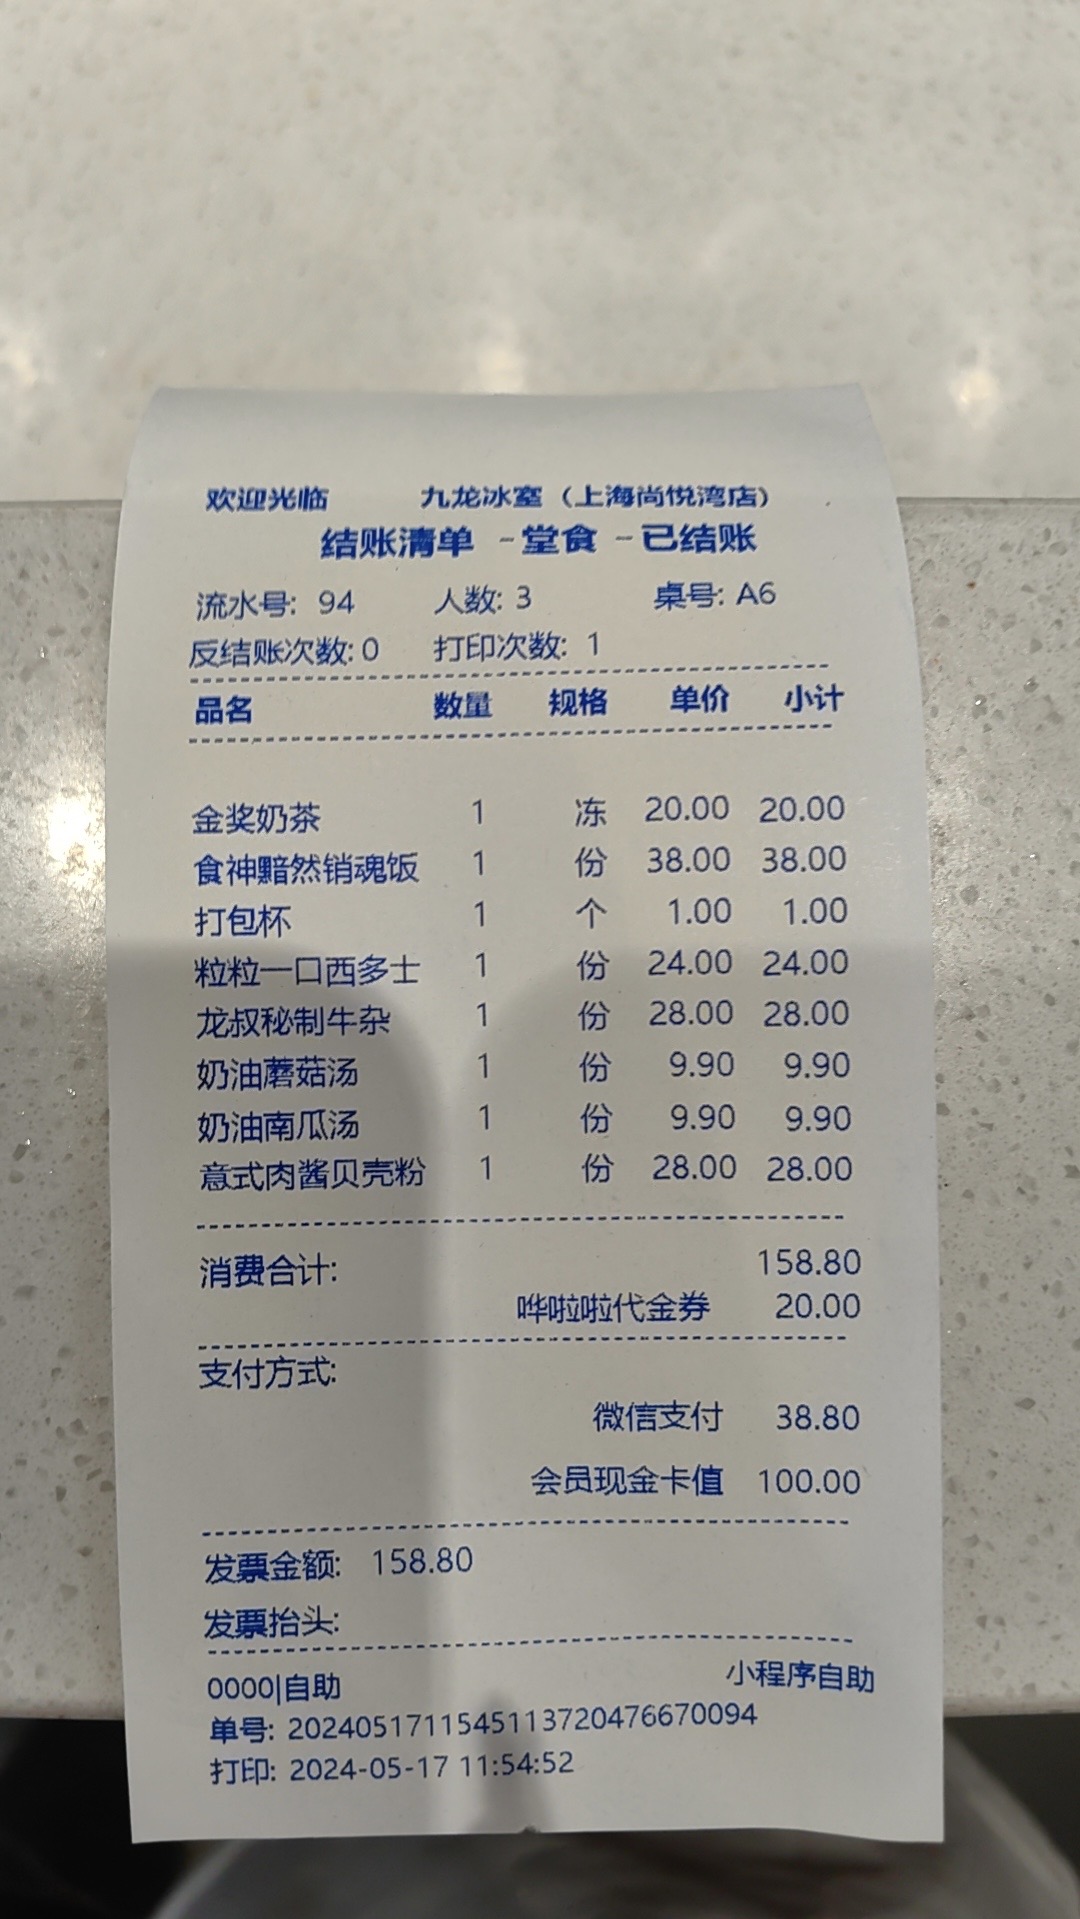 欢迎光临 九龙冰室（上海尚悦湾店）
结账清单 -堂食 -已结账
流水号: 94 人数: 3 桌号: A6
反结账次数: 0 打印次数: 1
品名 数量 规格 单价 小计
金奖奶茶 1 冻 20.00 20.00
食神黯然销魂饭 1 份 38.00 38.00
打包杯 1 个 1.00 1.00
粒粒一口西多士 1 份 24.00 24.00
龙叔秘制牛杂 1 份 28.00 28.00
奶油蘑菇汤 1 份 9.90 9.90
奶油南瓜汤 1 份 9.90 9.90
意式肉酱贝壳粉 1 份 28.00 28.00
消费合计: 158.80
哗啦啦代金券 20.00
支付方式:
微信支付 38.80
会员现金卡值 100.00
发票金额: 158.80
发票抬头:
0000|自助 小程序自助
单号: 2024051711545113720476670094
打印: 2024-05-17 11:54:52